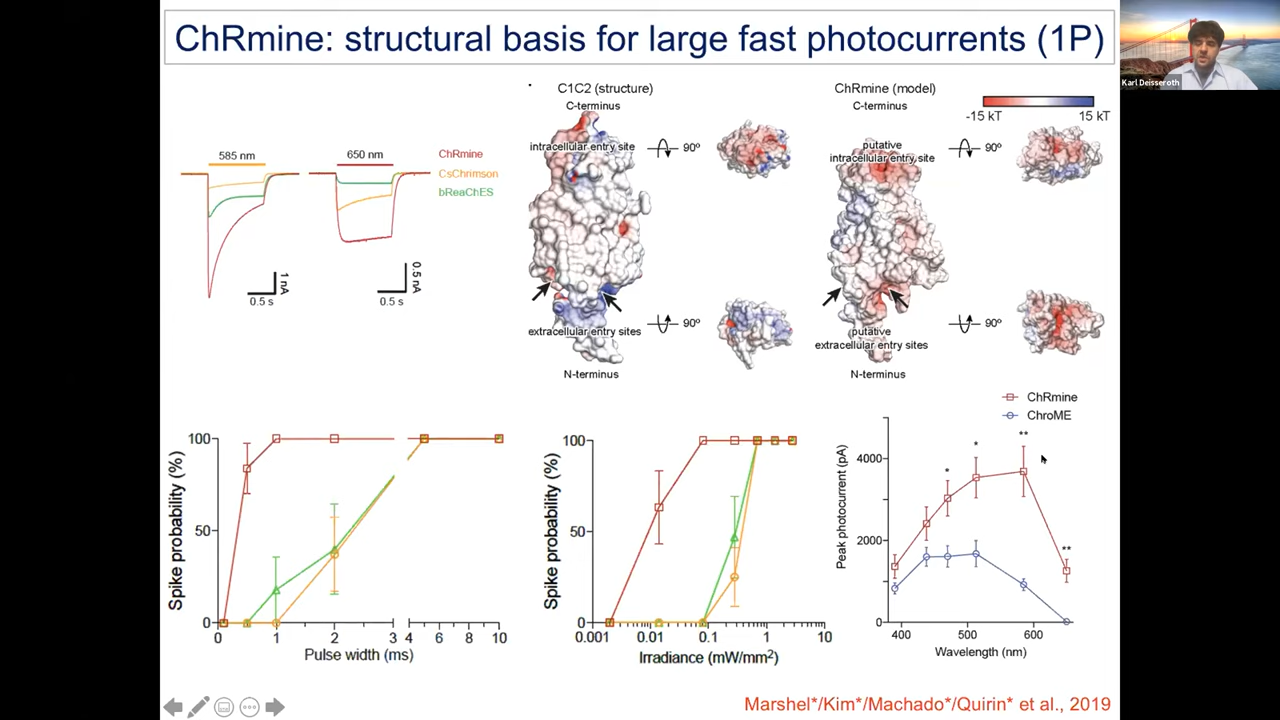 ChRmine: structural basis for large fast photocurrents (1P)
Karl Deisseroth
585 nm
650 nm
ChRmine
CsChrimson
bReaChES
1 nA
0.5 s
0.5 nA
0.5 s
C1C2 (structure)
C-terminus
intracellular entry site
90º
extracellular entry sites
90º
N-terminus
ChRmine (model)
C-terminus
-15 kT
15 kT
putative
intracellular entry site
90º
putative
extracellular entry sites
90º
N-terminus
Spike probability (%)
100
50
0
0 1 2 3 4 6 8 10
Pulse width (ms)
Spike probability (%)
100
50
0
0.001 0.01 0.1 1 10
Irradiance (mW/mm2)
ChRmine
ChroME
Peak photocurrent (pA)
4000
2000
0
* * ** **
400 500 600
Wavelength (nm)
Marshel*/Kim*/Machado*/Quirin* et al., 2019